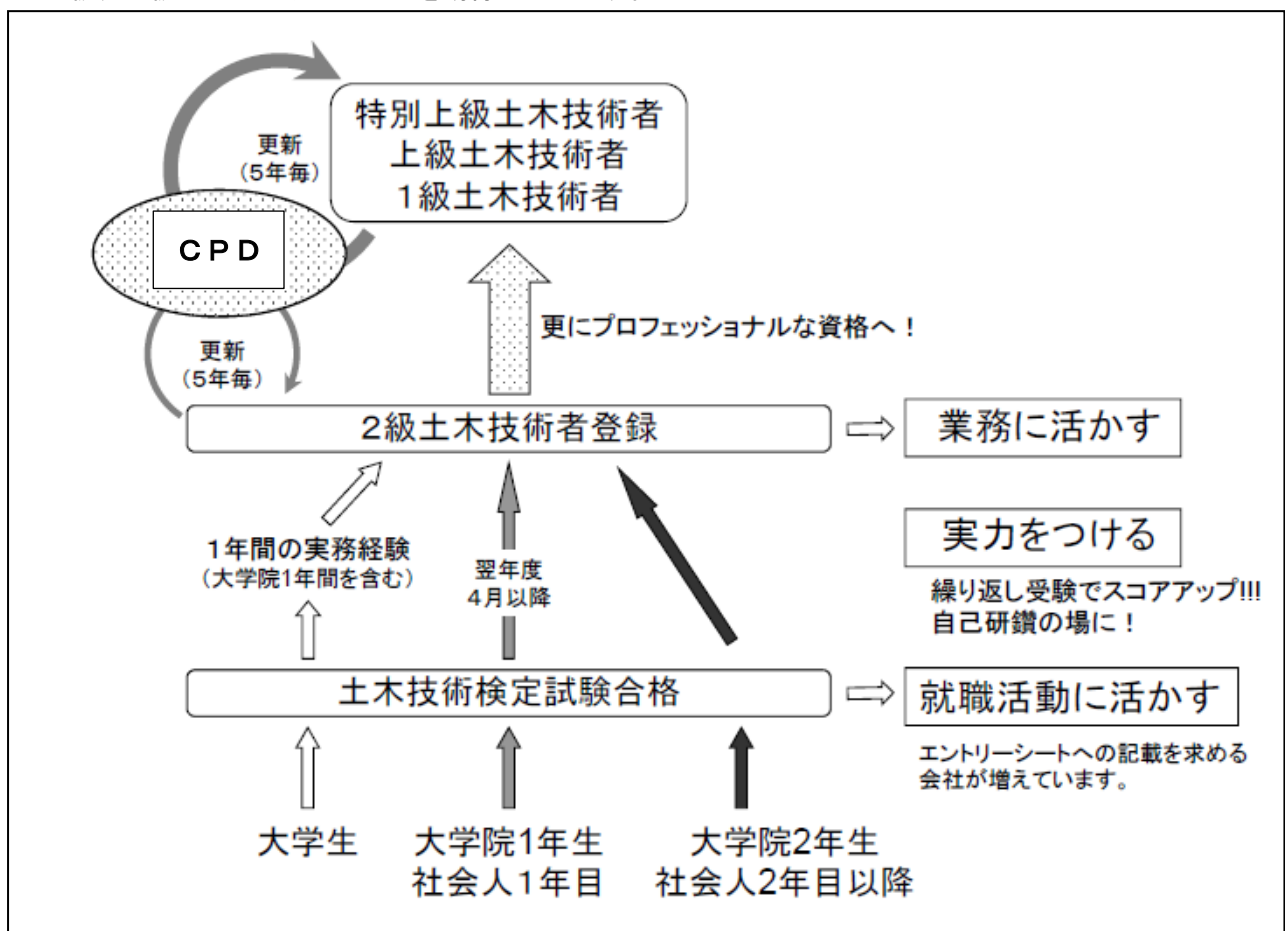 特別上級土木技術者
上級土木技術者
1級土木技術者
更新
（5年毎）
ＣＰＤ
更新
（5年毎）
更にプロフェッショナルな資格へ！
２級土木技術者登録
業務に活かす
１年間の実務経験
（大学院1年間を含む）
翌年度
４月以降
実力をつける
繰り返し受験でスコアアップ!!!
自己研鑽の場に！
土木技術検定試験合格
就職活動に活かす
エントリーシートへの記載を求める
会社が増えています。
大学生
大学院1年生
社会人１年目
大学院2年生
社会人2年目以降